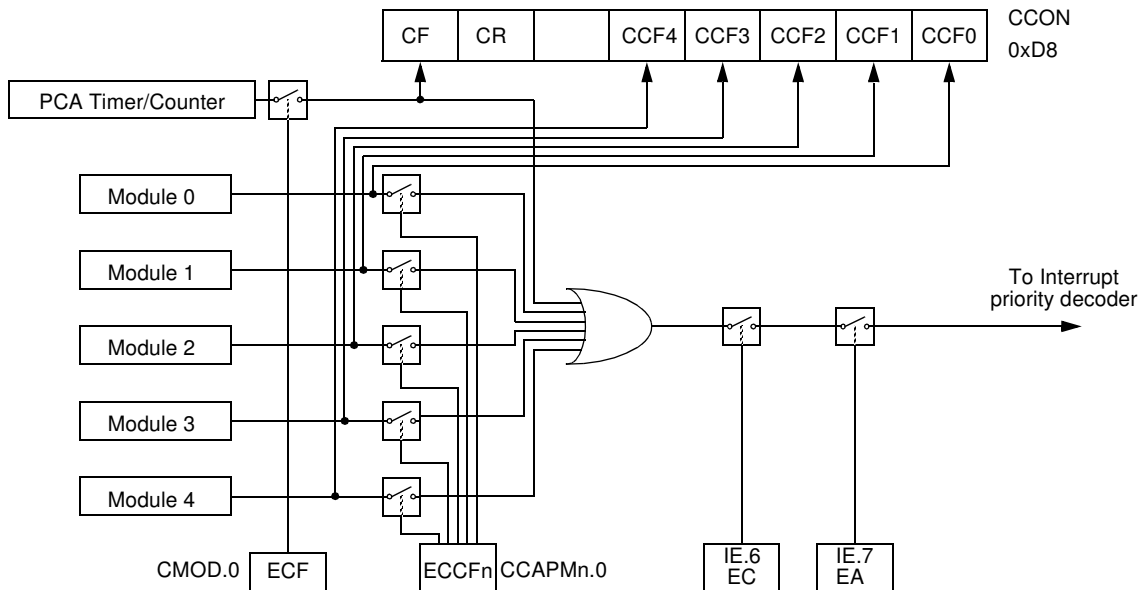 CF CR CCF4 CCF3 CCF2 CCF1 CCF0
CCON
0xD8
PCA Timer/Counter
Module 0
Module 1
Module 2
Module 3
Module 4
To Interrupt
priority decoder
CMOD.0 ECF
ECCFn CCAPMn.0
IE.6
EC
IE.7
EA